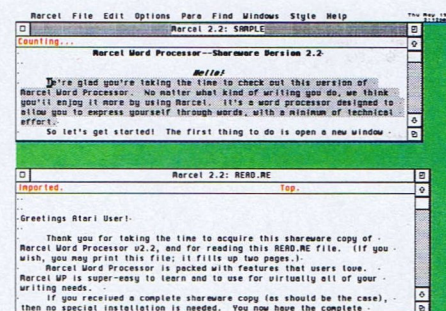 Marcel File Edit Options Para Find Windows Style Help
Marcel 2.2: SAMPLE
Counting...
Marcel Word Processor--Shareware Version 2.2
Hello!
We're glad you're taking the time to check out this version of
Marcel Word Processor. No matter what kind of writing you do, we think
you'll enjoy it more by using Marcel. It's a word processor designed to
allow you to express yourself through words, with a minimum of technical
effort.
So let's get started! The first thing to do is open a new window
Marcel 2.2: READ.ME
Imported. Top.
Greetings Atari User!
Thank you for taking the time to acquire this shareware copy of
Marcel Word Processor v2.2, and for reading this READ.ME file. (If you
wish, you may print this file; it fills up two pages.)
Marcel Word Processor is packed with features that users love.
Marcel WP is super-easy to learn and to use for virtually all of your
writing needs.
If you received a complete shareware copy (as should be the case),
then no special installation is needed. You now have the complete